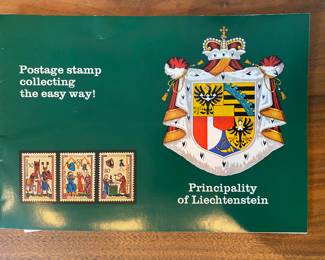 Postage stamp
collecting
the easy way!
Principality
of Liechtenstein